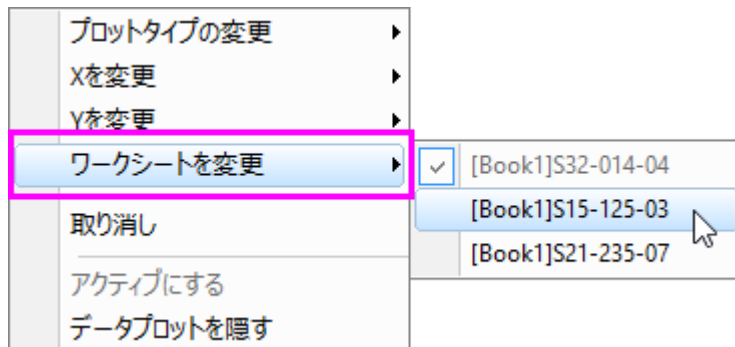 プロットタイプの変更
Xを変更
Yを変更
ワークシートを変更
[Book1]S32-014-04
[Book1]S15-125-03
[Book1]S21-235-07
取り消し
アクティブにする
データプロットを隠す